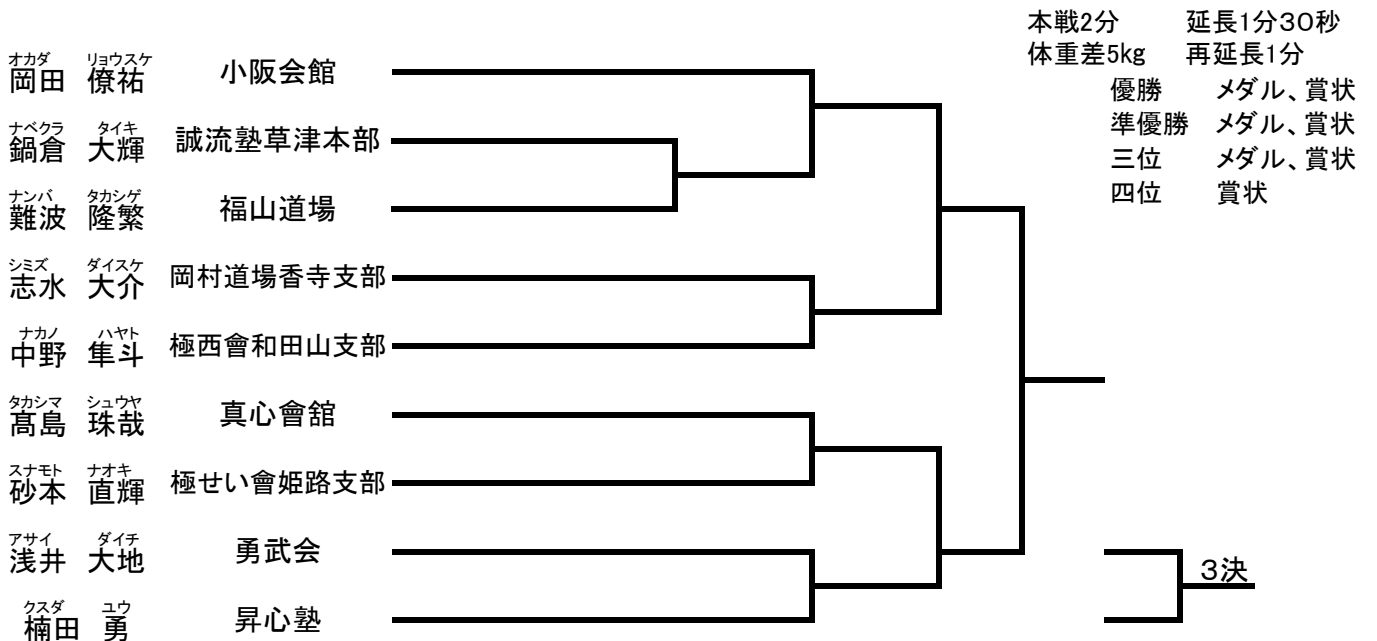 本戦2分 延長1分30秒
体重差5kg 再延長1分
優勝 メダル、賞状
準優勝 メダル、賞状
三位 メダル、賞状
四位 賞状
オカダ リョウスケ
岡田 僚祐 小阪会館
ナベクラ タイキ
鍋倉 大輝 誠流塾草津本部
ナンバ タカシゲ
難波 隆繁 福山道場
シミズ ダイスケ
志水 大介 岡村道場香寺支部
ナカノ ハヤト
中野 隼斗 極西會和田山支部
タカシマ シュウヤ
髙島 珠哉 真心會舘
スナモト ナオキ
砂本 直輝 極せい會姫路支部
アサイ ダイチ
浅井 大地 勇武会
3決
クスダ ユウ
楠田 勇 昇心塾